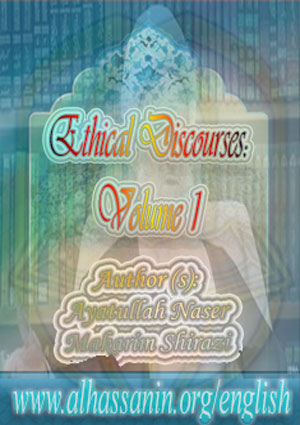 Ethical Discourses:
Volume 1
Author (s):
Ayatullah Naser
Makarim Shirazi
www.alhassanin.org/english